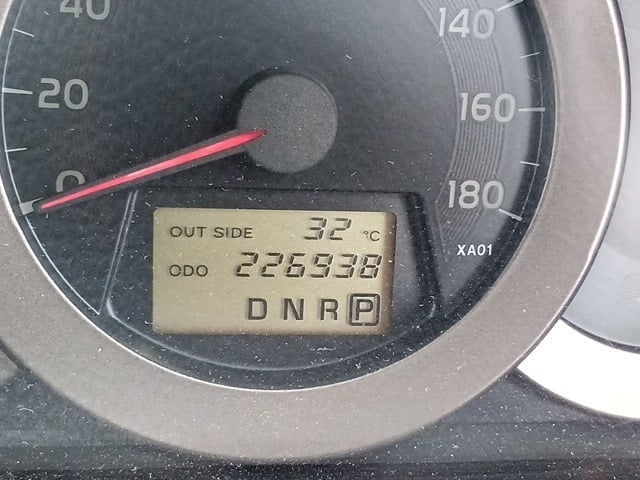 40
20
0
140
160
180
XA01
OUT SIDE 32 °C
ODO 226938
D N R P